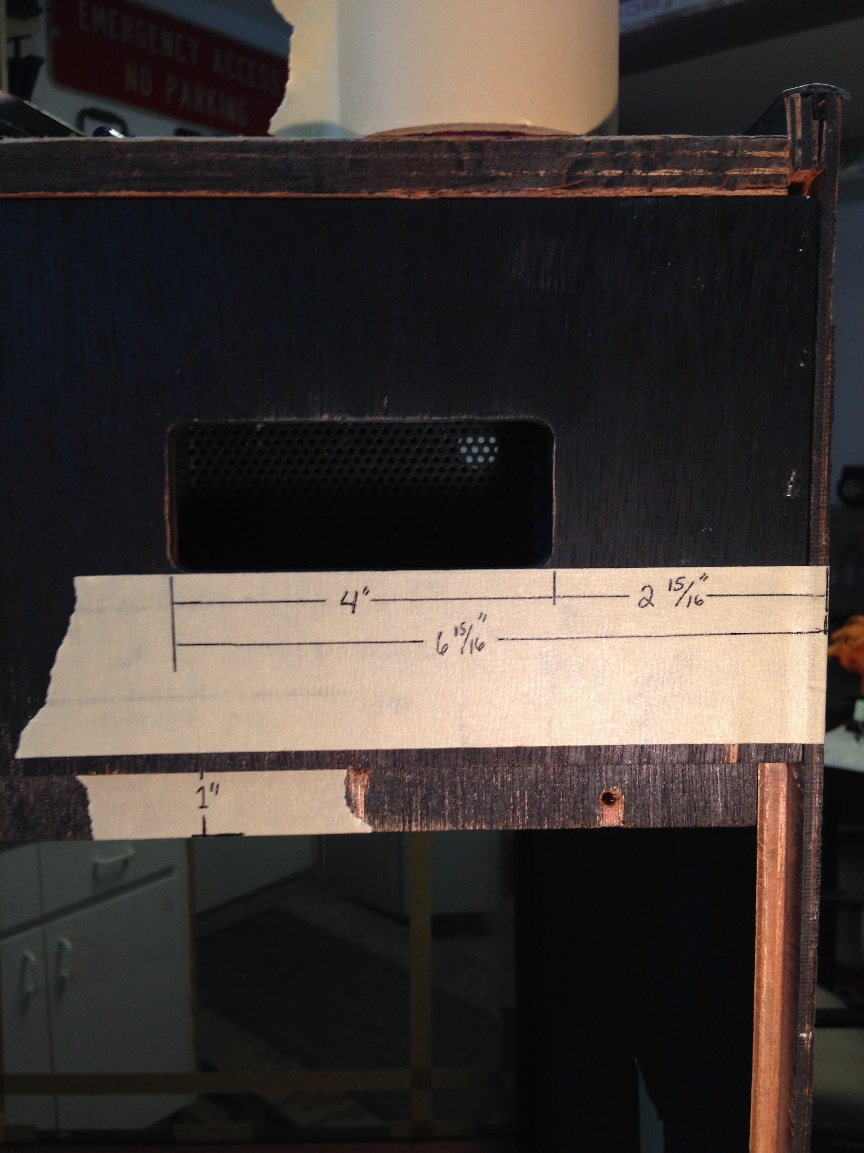 EMERGENCY ACCESS
NO PARKING
4"
2 15/16"
6 15/16"
1"